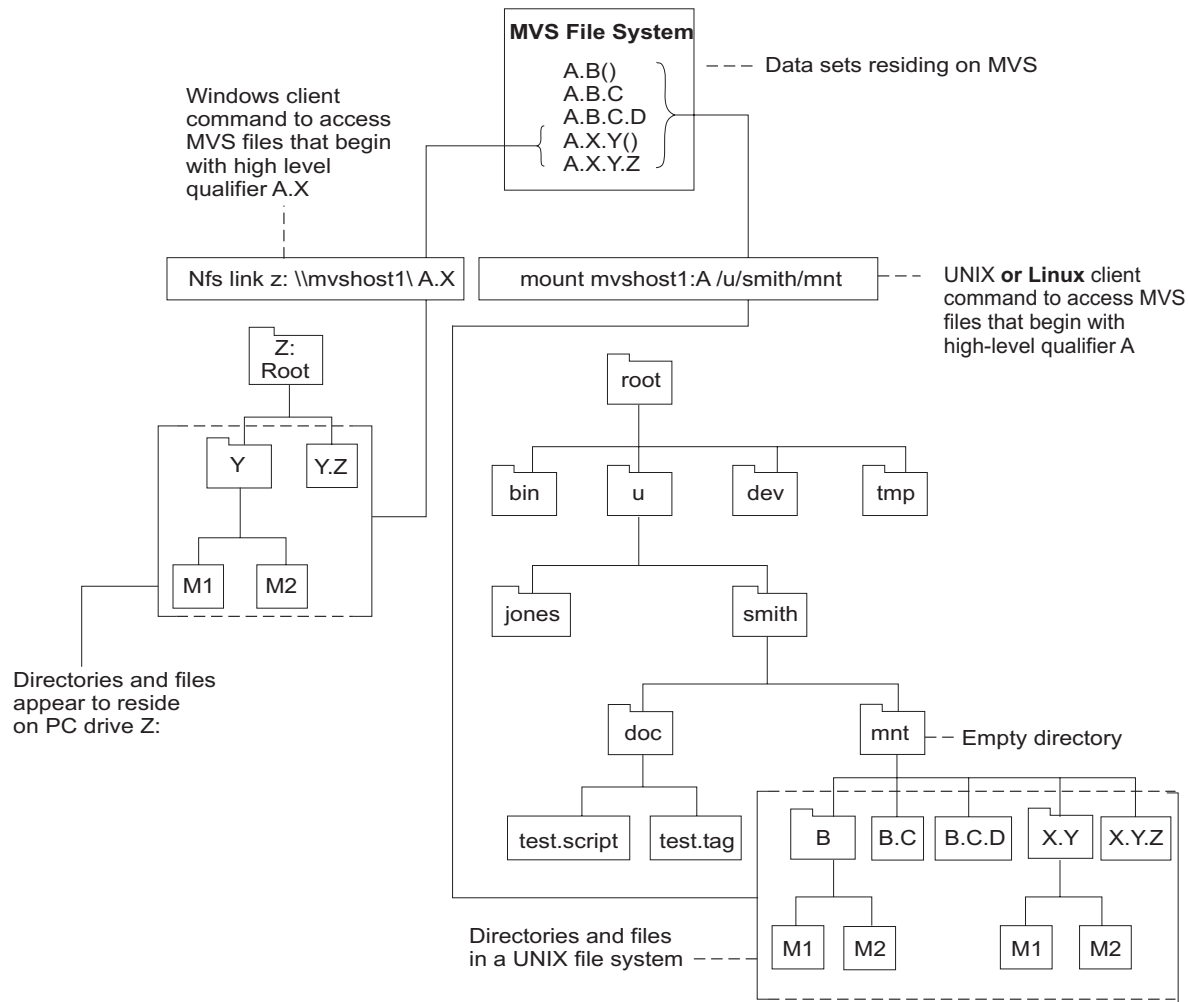 MVS File System
A.B()
A.B.C
A.B.C.D
A.X.Y()
A.X.Y.Z
Data sets residing on MVS
Windows client
command to access
MVS files that begin
with high level
qualifier A.X
Nfs link z: \\mvshost1\ A.X
mount mvshost1:A /u/smith/mnt
UNIX or Linux client
command to access MVS
files that begin with
high-level qualifier A
Z:
Root
Y
Y.Z
M1
M2
Directories and files
appear to reside
on PC drive Z:
root
bin
u
dev
tmp
jones
smith
doc
mnt
Empty directory
test.script
test.tag
B
B.C
B.C.D
X.Y
X.Y.Z
M1
M2
M1
M2
Directories and files
in a UNIX file system